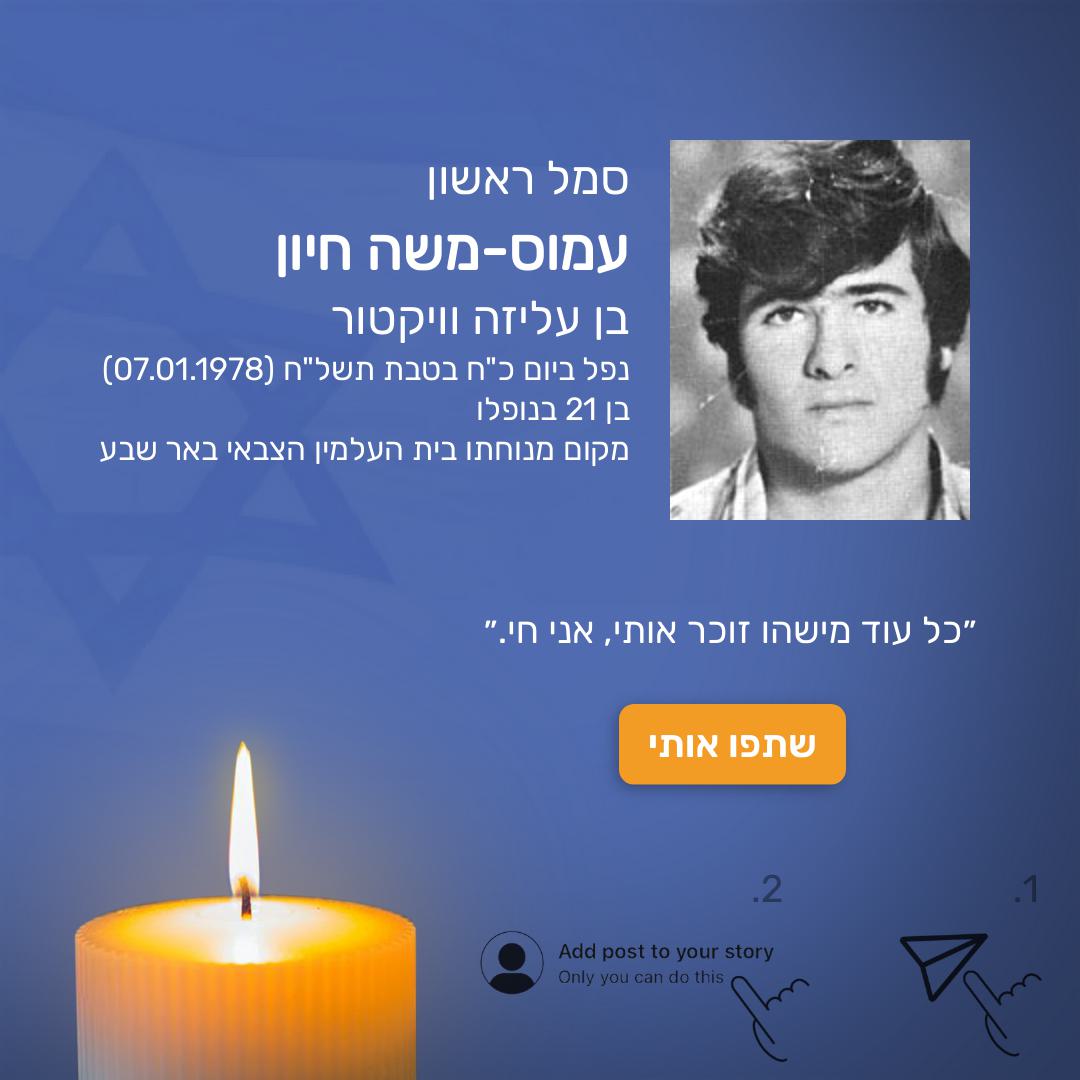 סמל ראשון
עמוס-משה חיון
בן עליזה וויקטור
נפל ביום כ"ח בטבת תשל"ח (07.01.1978)
בן 21 בנופלו
מקום מנוחתו בית העלמין הצבאי באר שבע
״כל עוד מישהו זוכר אותי, אני חי.״
שתפו אותי
1.
2.
Add post to your story
Only you can do this